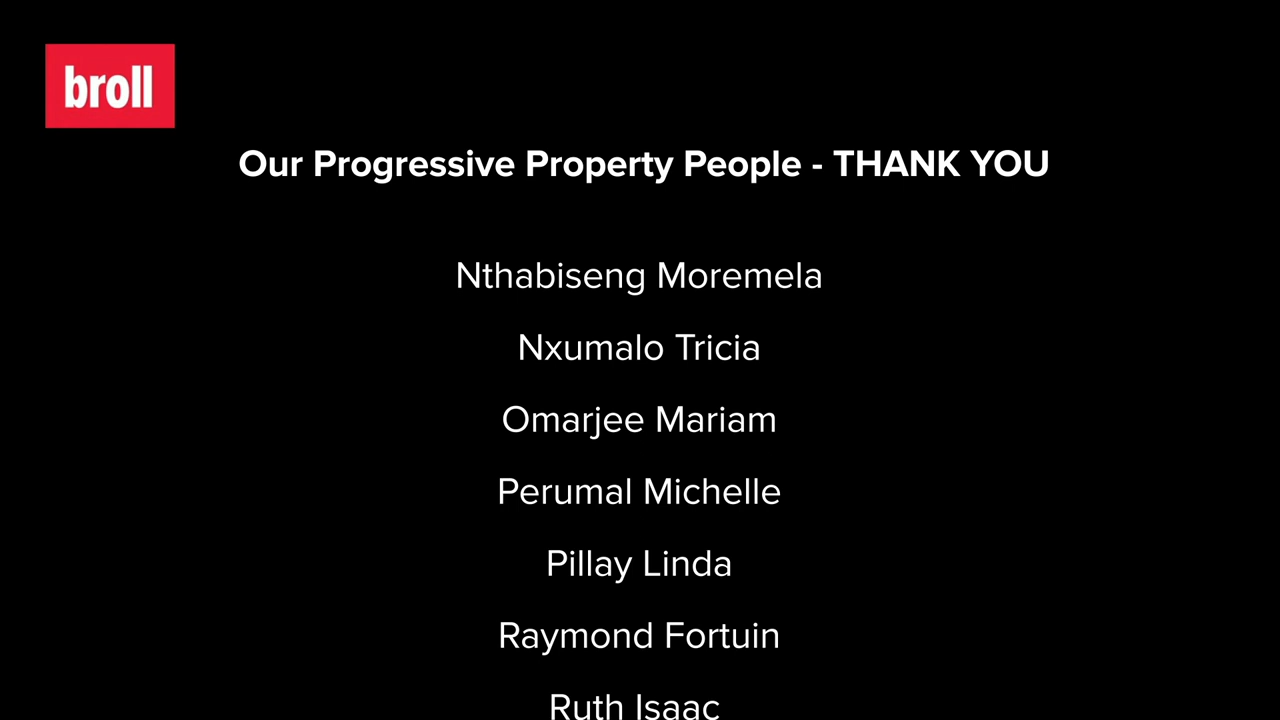 broll
Our Progressive Property People - THANK YOU
Nthabiseng Moremela
Nxumalo Tricia
Omarjee Mariam
Perumal Michelle
Pillay Linda
Raymond Fortuin
Ruth Isaac